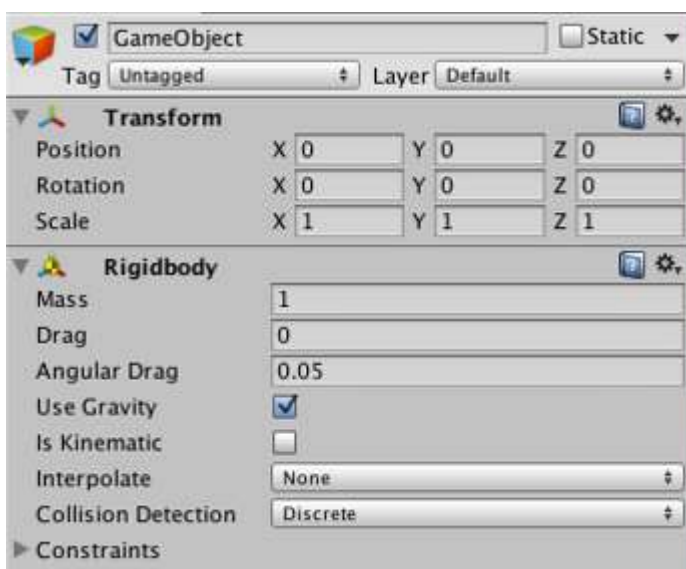 GameObject Static
Tag Untagged Layer Default
Transform
Position X 0 Y 0 Z 0
Rotation X 0 Y 0 Z 0
Scale X 1 Y 1 Z 1
Rigidbody
Mass 1
Drag 0
Angular Drag 0.05
Use Gravity
Is Kinematic
Interpolate None
Collision Detection Discrete
Constraints